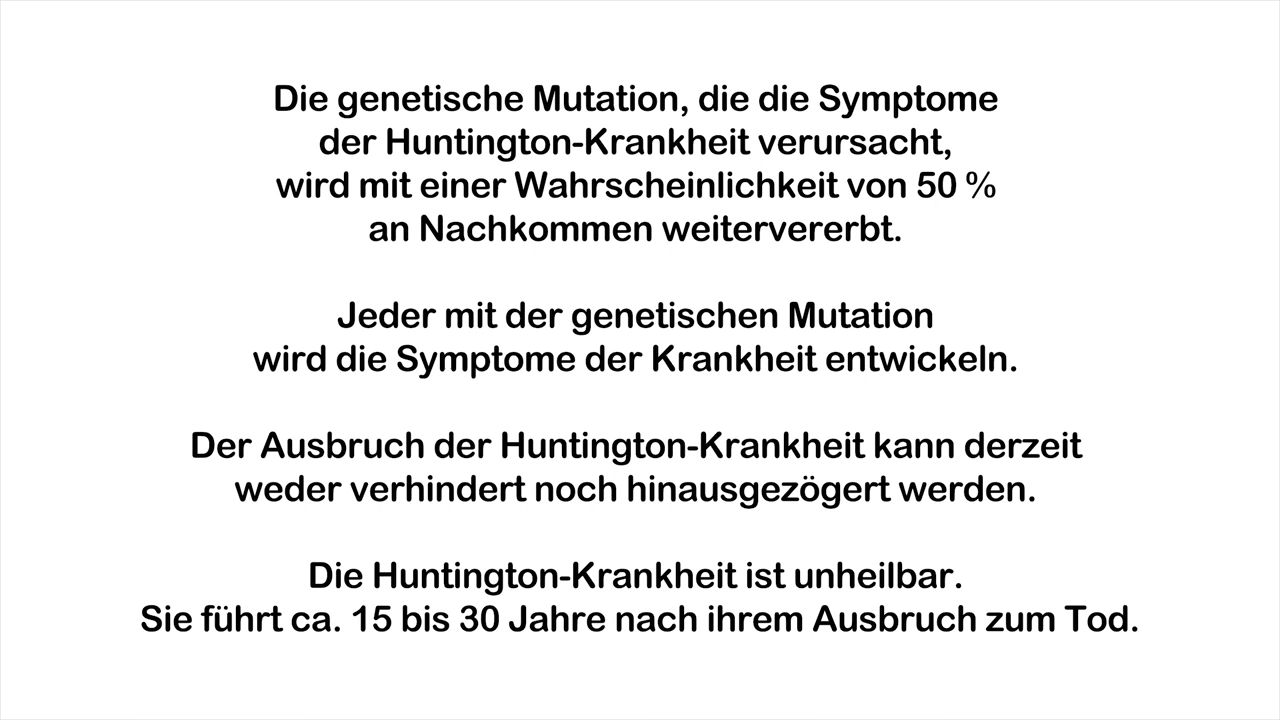 Die genetische Mutation, die die Symptome
der Huntington-Krankheit verursacht,
wird mit einer Wahrscheinlichkeit von 50 %
an Nachkommen weitervererbt.
Jeder mit der genetischen Mutation
wird die Symptome der Krankheit entwickeln.
Der Ausbruch der Huntington-Krankheit kann derzeit
weder verhindert noch hinausgezögert werden.
Die Huntington-Krankheit ist unheilbar.
Sie führt ca. 15 bis 30 Jahre nach ihrem Ausbruch zum Tod.